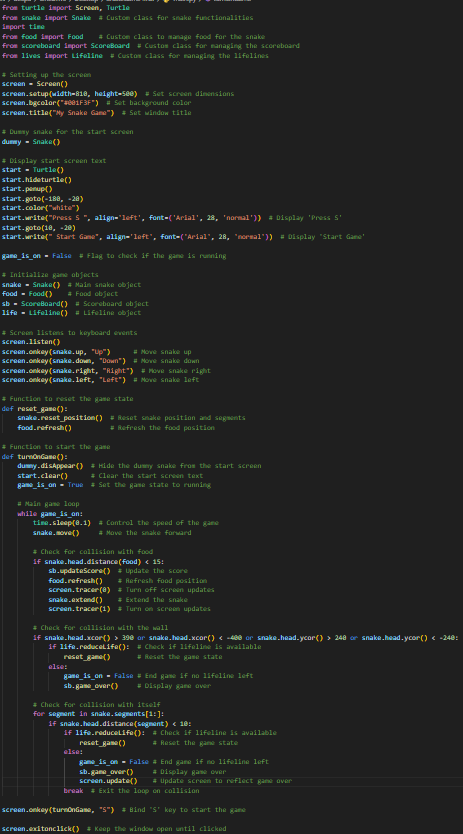 from turtle import Screen, Turtle
from snake import Snake  # Custom class for snake functionalities
import time
from food import Food    # Custom class to manage food for the snake
from scoreboard import ScoreBoard  # Custom class for managing the scoreboard
from lives import Lifeline  # Custom class for managing the lifelines

# Setting up the screen
screen = Screen()
screen.setup(width=810, height=500)  # Set screen dimensions
screen.bgcolor("#001F3F")  # Set background color
screen.title("My Snake Game")  # Set window title

# Dummy snake for the start screen
dummy = Snake()

# Display start screen text
start = Turtle()
start.hideturtle()
start.penup()
start.goto(-180, -20)
start.color("white")
start.write("Press S ", align='left', font=('Arial', 28, 'normal'))  # Display 'Press S'
start.goto(10, -20)
start.write(" Start Game", align='left', font=('Arial', 28, 'normal'))  # Display 'Start Game'

game_is_on = False  # Flag to check if the game is running

# Initialize game objects
snake = Snake()  # Main snake object
food = Food()    # Food object
sb = ScoreBoard()  # Scoreboard object
life = Lifeline()  # Lifeline object

# Screen listens to keyboard events
screen.listen()
screen.onkey(snake.up, "Up")      # Move snake up
screen.onkey(snake.down, "Down")  # Move snake down
screen.onkey(snake.right, "Right")  # Move snake right
screen.onkey(snake.left, "Left")  # Move snake left

# Function to reset the game state
def reset_game():
    snake.reset_position()  # Reset snake position and segments
    food.refresh()          # Refresh the food position

# Function to start the game
def turnOnGame():
    dummy.disAppear()  # Hide the dummy snake from the start screen
    start.clear()      # Clear the start screen text
    game_is_on = True  # Set the game state to running

    # Main game loop
    while game_is_on:
        time.sleep(0.1)  # Control the speed of the game
        snake.move()     # Move the snake forward

        # Check for collision with food
        if snake.head.distance(food) < 15:
            sb.updateScore()  # Update the score
            food.refresh()    # Refresh food position
            screen.tracer(0)  # Turn off screen updates
            snake.extend()    # Extend the snake
            screen.tracer(1)  # Turn on screen updates

        # Check for collision with the wall
        if snake.head.xcor() > 390 or snake.head.xcor() < -400 or snake.head.ycor() > 240 or snake.head.ycor() < -240:
            if life.reduceLife():  # Check if lifeline is available
                reset_game()       # Reset the game state
            else:
                game_is_on = False # End game if no lifeline left
                sb.game_over()     # Display game over

        # Check for collision with itself
        for segment in snake.segments[1:]:
            if snake.head.distance(segment) < 10:
                if life.reduceLife():  # Check if lifeline is available
                    reset_game()       # Reset the game state
                else:
                    game_is_on = False # End game if no lifeline left
                    sb.game_over()     # Display game over
                    screen.update()    # Update screen to reflect game over
                break  # Exit the loop on collision

screen.onkey(turnOnGame, "S")  # Bind 'S' key to start the game

screen.exitonclick()  # Keep the window open until clicked